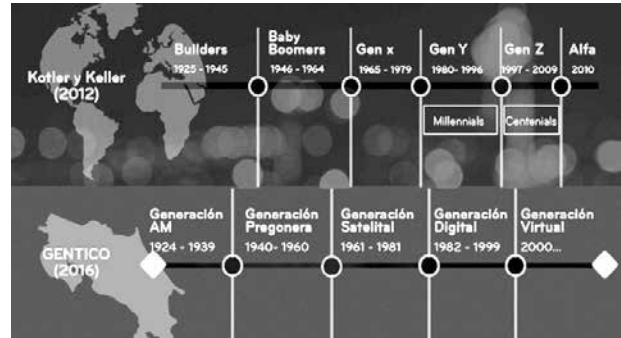 Kotler y Keller
(2012)
Builders
1925 - 1945
Baby
Boomers
1946 - 1964
Gen x
1965 - 1979
Gen Y
1980- 1996
Gen Z
1997 - 2009
Alfa
2010
Millennials
Centenials
GENTICO
(2016)
Generación
AM
1924 - 1939
Generación
Pregonera
1940- 1960
Generación
Satelital
1961 - 1981
Generación
Digital
1982 - 1999
Generación
Virtual
2000...